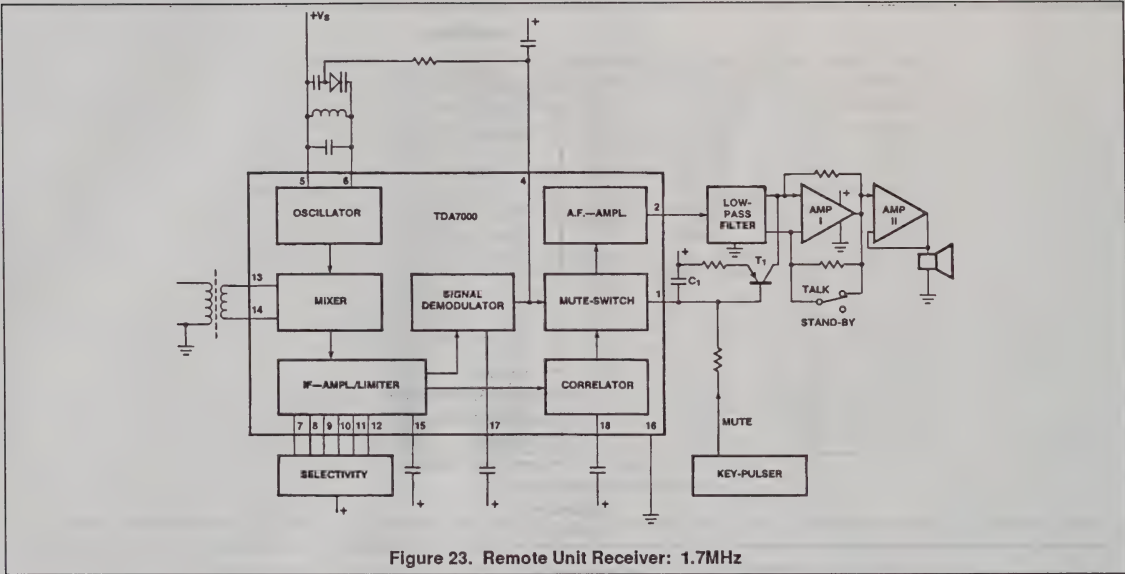 +VS
+
5
6
4
OSCILLATOR
TDA7000
A.F.—AMPL.
2
LOW-
PASS
FILTER
+
AMP
I
AMP
II
13
14
MIXER
SIGNAL
DEMODULATOR
MUTE-SWITCH
1
+
C1
T1
TALK
STAND-BY
IF—AMPL./LIMITER
CORRELATOR
7
8
9
10
11
12
15
17
18
16
MUTE
SELECTIVITY
KEY-PULSER
+
+
+
+
Figure 23. Remote Unit Receiver: 1.7MHz